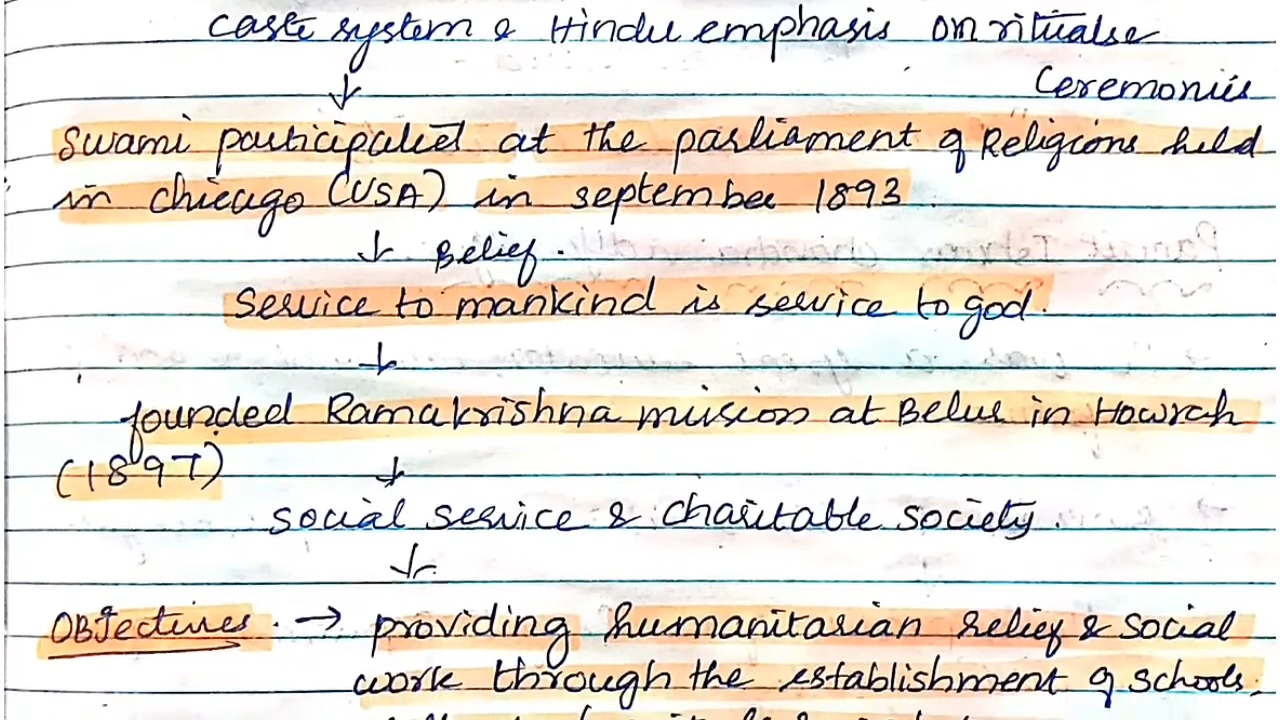 caste system & Hindu emphasis on rituals &
Ceremonies
↓
Swami participated at the parliament of Religions held
in chicago (USA) in september 1893.
↓ Belief.
Service to mankind is service to god.
↓
founded Ramakrishna mission at Belur in Howrah
(1897)
↓
social service & charitable society.
↓
OBJectives. → providing humanitarian relief & social
work through the establishment of schools,